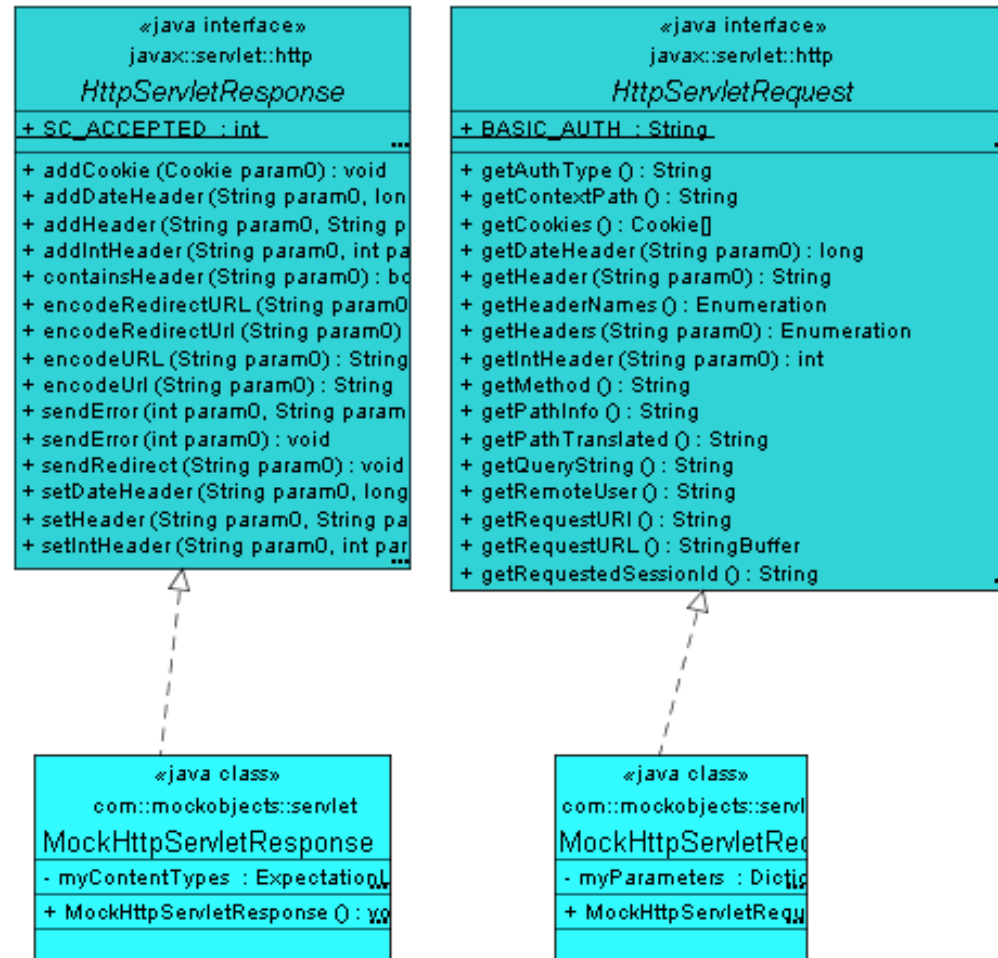 «java interface»
javax::servlet::http
HttpServletResponse
+ SC_ACCEPTED : int
...
+ addCookie (Cookie param0) : void
+ addDateHeader (String param0, lon
+ addHeader (String param0, String p
+ addIntHeader (String param0, int pa
+ containsHeader (String param0) : bo
+ encodeRedirectURL (String param0
+ encodeRedirectUrl (String param0)
+ encodeURL (String param0) : String
+ encodeUrl (String param0) : String
+ sendError (int param0, String param
+ sendError (int param0) : void
+ sendRedirect (String param0) : void
+ setDateHeader (String param0, long
+ setHeader (String param0, String pa
+ setIntHeader (String param0, int par
...
«java interface»
javax::servlet::http
HttpServletRequest
+ BASIC_AUTH : String
+ getAuthType () : String
+ getContextPath () : String
+ getCookies () : Cookie[]
+ getDateHeader (String param0) : long
+ getHeader (String param0) : String
+ getHeaderNames () : Enumeration
+ getHeaders (String param0) : Enumeration
+ getIntHeader (String param0) : int
+ getMethod () : String
+ getPathInfo () : String
+ getPathTranslated () : String
+ getQueryString () : String
+ getRemoteUser () : String
+ getRequestURI () : String
+ getRequestURL () : StringBuffer
+ getRequestedSessionId () : String
«java class»
com::mockobjects::servlet
MockHttpServletResponse
- myContentTypes : ExpectationL
...
+ MockHttpServletResponse () : vo
...
«java class»
com::mockobjects::servl
MockHttpServletReq
- myParameters : Dictio
...
+ MockHttpServletRequ
...